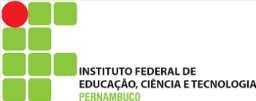 INSTITUTO FEDERAL DE
EDUCAÇÃO, CIÊNCIA E TECNOLOGIA
PERNAMBUCO